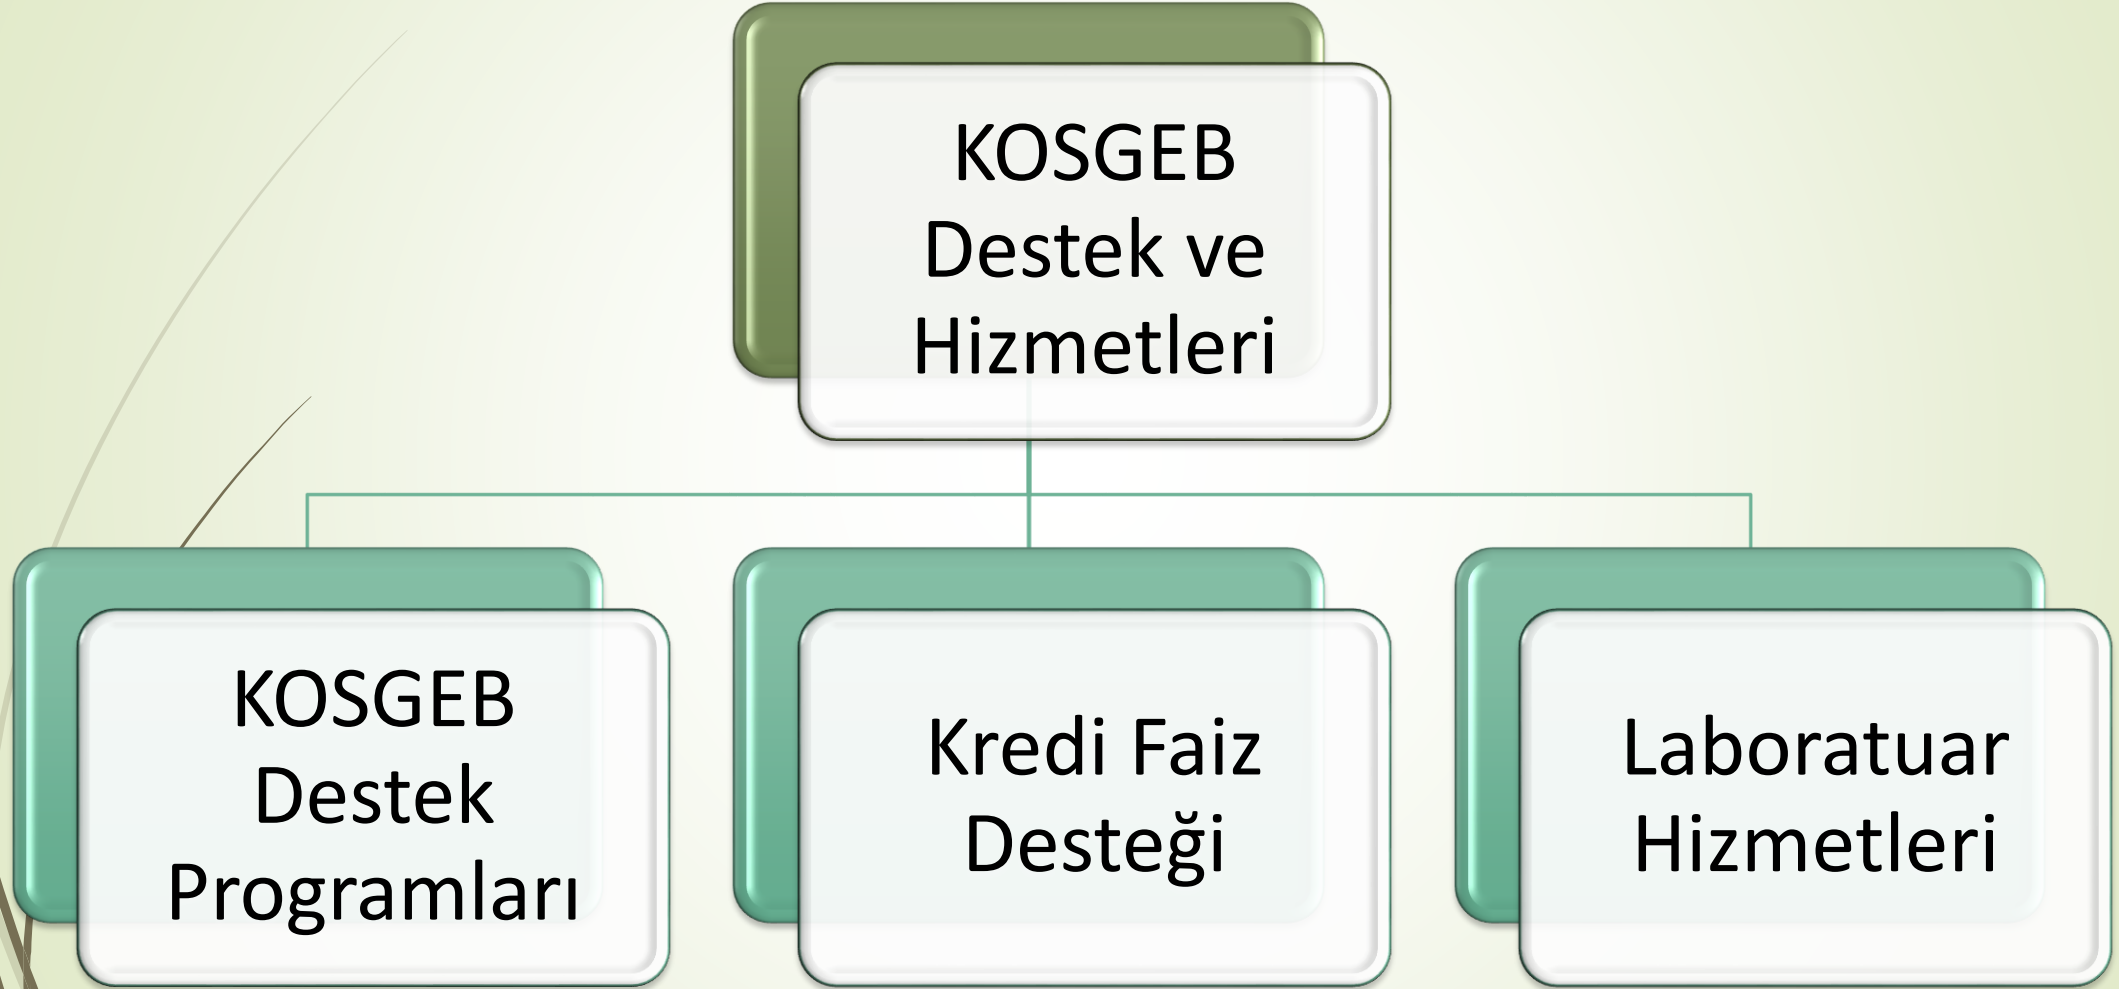 KOSGEB
Destek ve
Hizmetleri
KOSGEB
Destek
Programları
Kredi Faiz
Desteği
Laboratuar
Hizmetleri